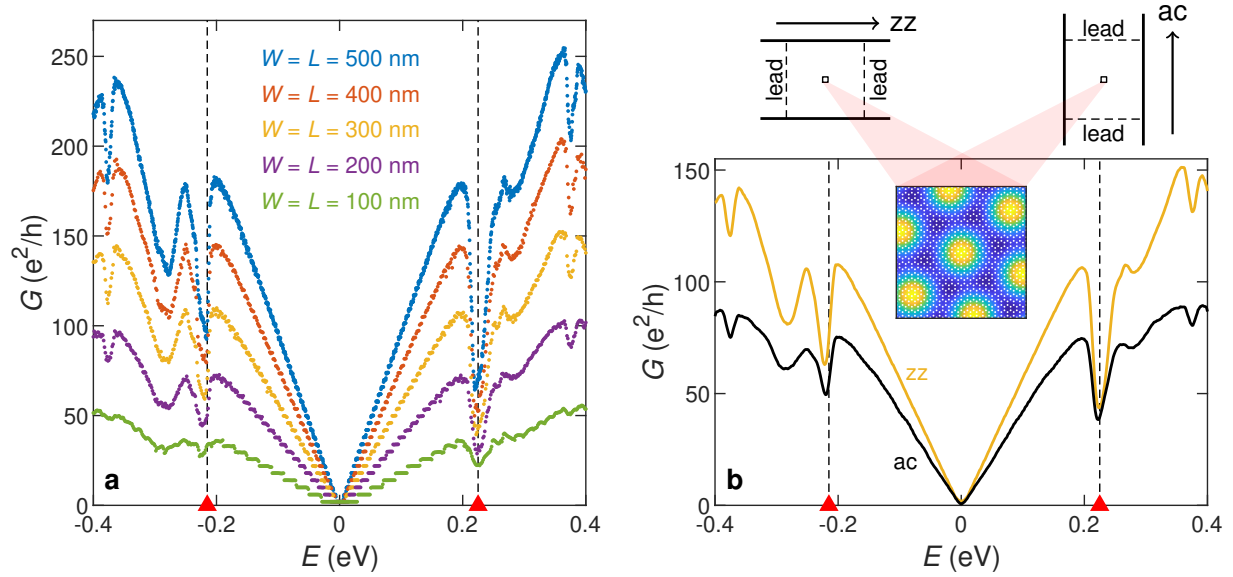 250
200
150
100
50
0
G (e²/h)
W = L = 500 nm
W = L = 400 nm
W = L = 300 nm
W = L = 200 nm
W = L = 100 nm
a
-0.4 -0.2 0 0.2 0.4
E (eV)
zz
lead lead
ac
lead
lead
150
100
50
0
G (e²/h)
zz
ac
b
-0.4 -0.2 0 0.2 0.4
E (eV)